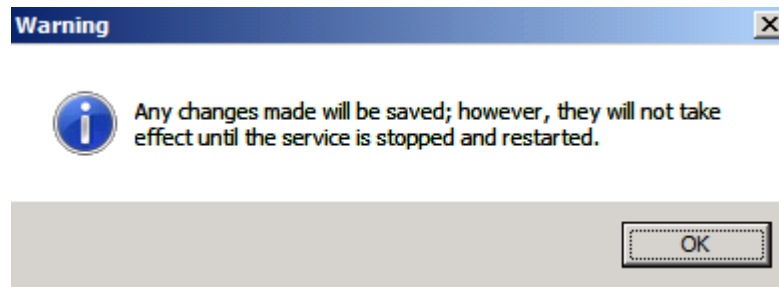 Warning
Any changes made will be saved; however, they will not take
effect until the service is stopped and restarted.
OK